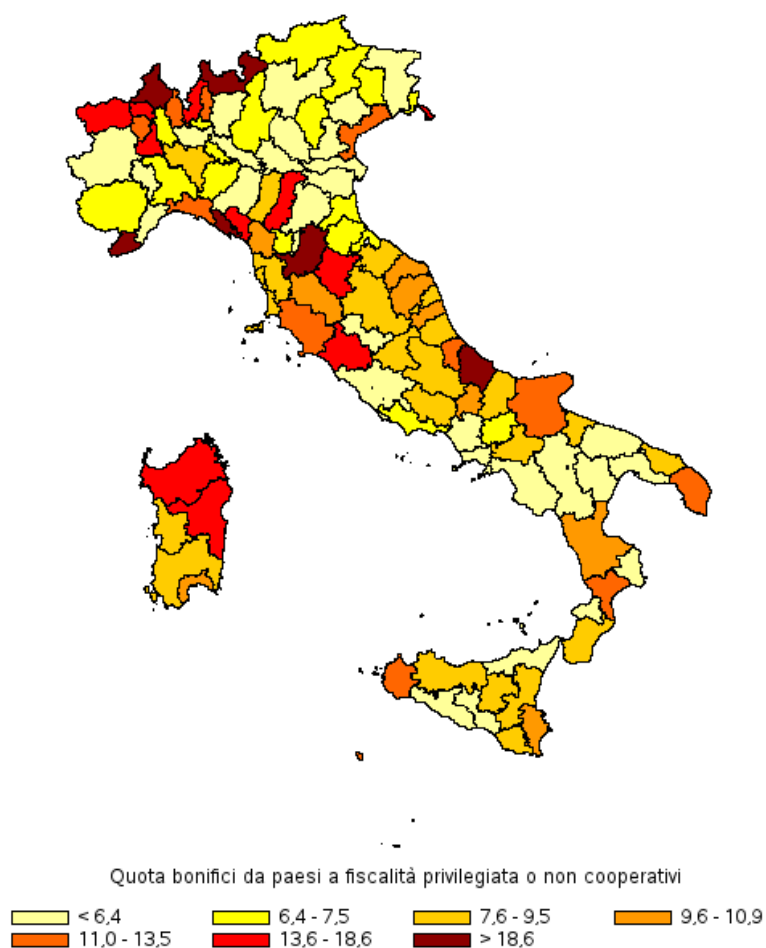 Quota bonifici da paesi a fiscalità privilegiata o non cooperativi
< 6,4 6,4 - 7,5 7,6 - 9,5 9,6 - 10,9
11,0 - 13,5 13,6 - 18,6 > 18,6